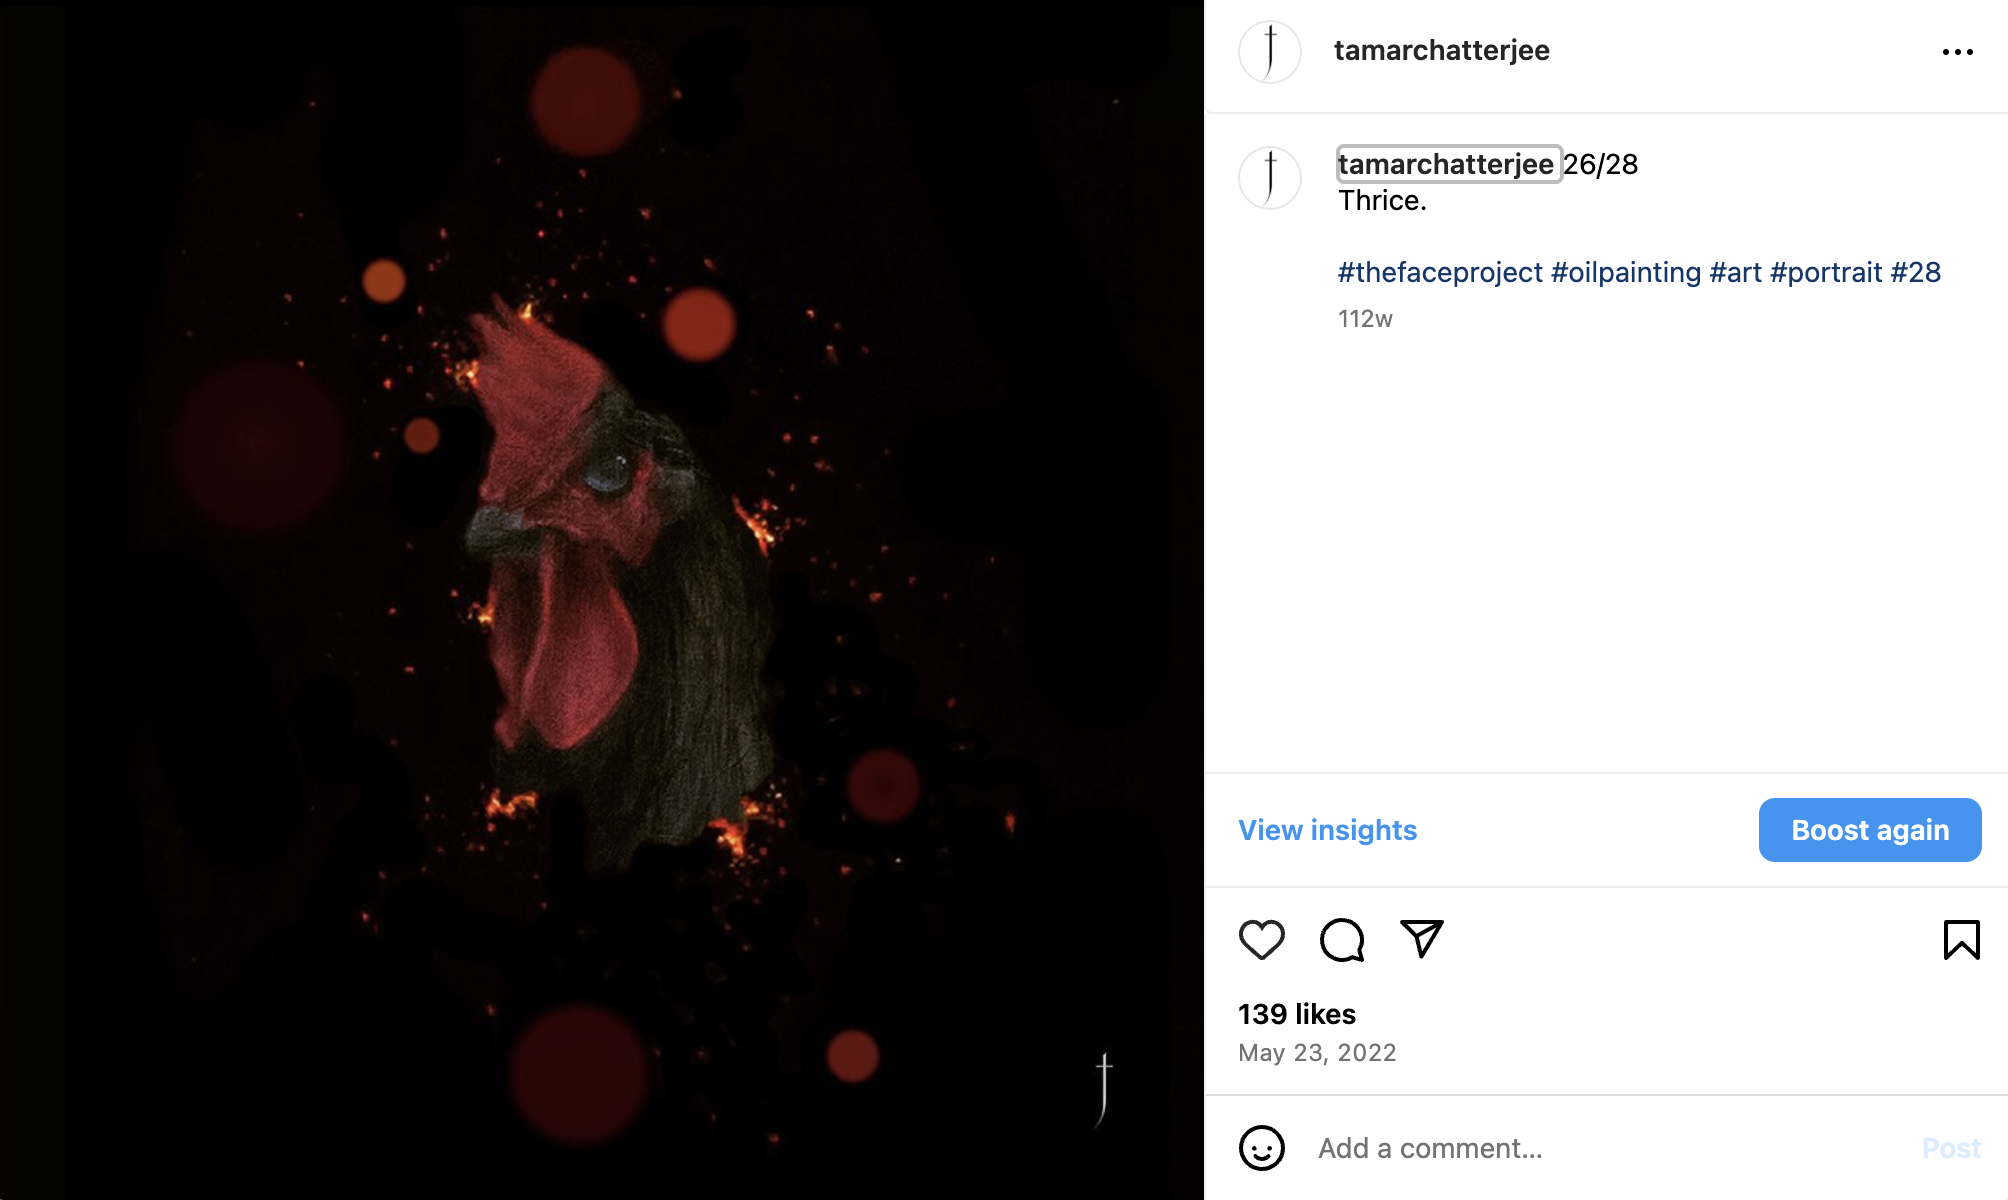 tamarchatterjee
tamarchatterjee 26/28
Thrice.
#thefaceproject #oilpainting #art #portrait #28
112w
View insights
Boost again
139 likes
May 23, 2022
Add a comment...
Post